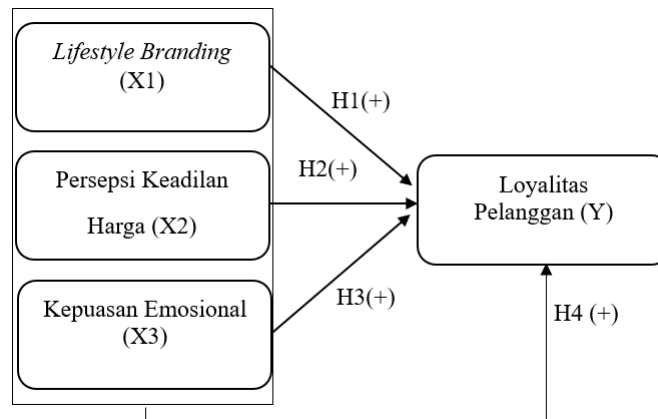 Lifestyle Branding
(X1)
H1(+)
Persepsi Keadilan
Harga (X2)
H2(+)
Loyalitas
Pelanggan (Y)
Kepuasan Emosional
(X3)
H3(+)
H4 (+)